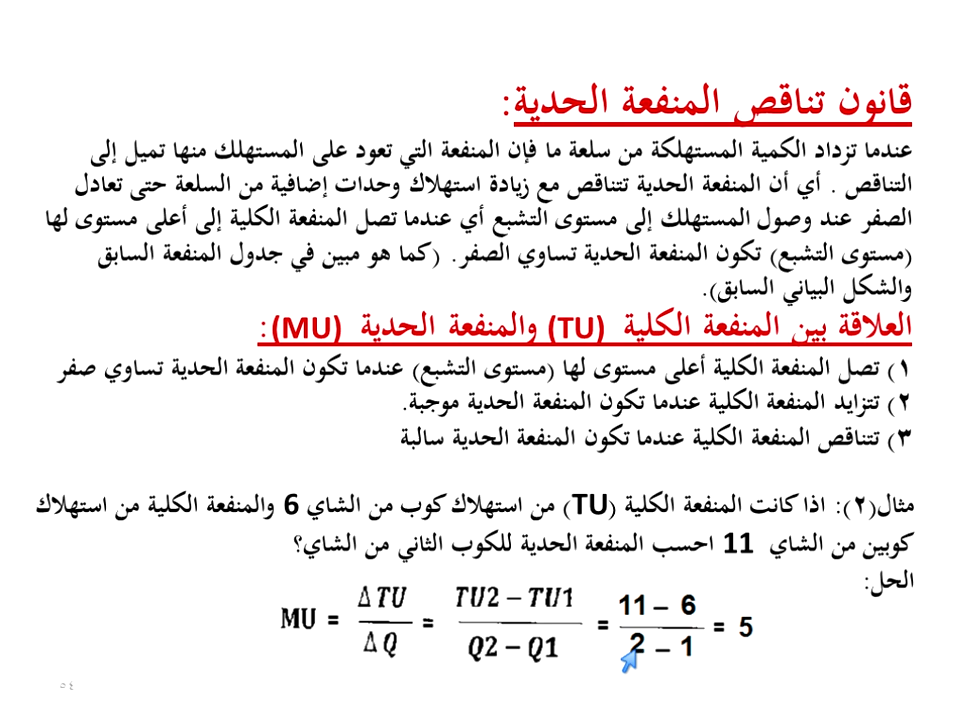 قانون تناقص المنفعة الحدية:
عندما تزداد الكمية المستهلكة من سلعة ما فإن المنفعة التي تعود على المستهلك منها تميل إلى
التناقص . أي أن المنفعة الحدية تتناقص مع زيادة استهلاك وحدات إضافية من السلعة حتى تعادل
الصفر عند وصول المستهلك إلى مستوى التشبع أي عندما تصل المنفعة الكلية إلى أعلى مستوى لها
(مستوى التشبع) تكون المنفعة الحدية تساوي الصفر. (كما هو مبين في جدول المنفعة السابق
والشكل البياني السابق).
العلاقة بين المنفعة الكلية (TU) والمنفعة الحدية (MU):
١) تصل المنفعة الكلية أعلى مستوى لها (مستوى التشبع) عندما تكون المنفعة الحدية تساوي صفر
٢) تتزايد المنفعة الكلية عندما تكون المنفعة الحدية موجبة.
٣) تتناقص المنفعة الكلية عندما تكون المنفعة الحدية سالبة
مثال(٢): اذا كانت المنفعة الكلية (TU) من استهلاك كوب من الشاي 6 والمنفعة الكلية من استهلاك
كوبين من الشاي 11 احسب المنفعة الحدية للكوب الثاني من الشاي؟
الحل:
MU = Δ TU / Δ Q = TU2 – TU1 / Q2 – Q1 = 11 – 6 / 2 – 1 = 5
٥٤